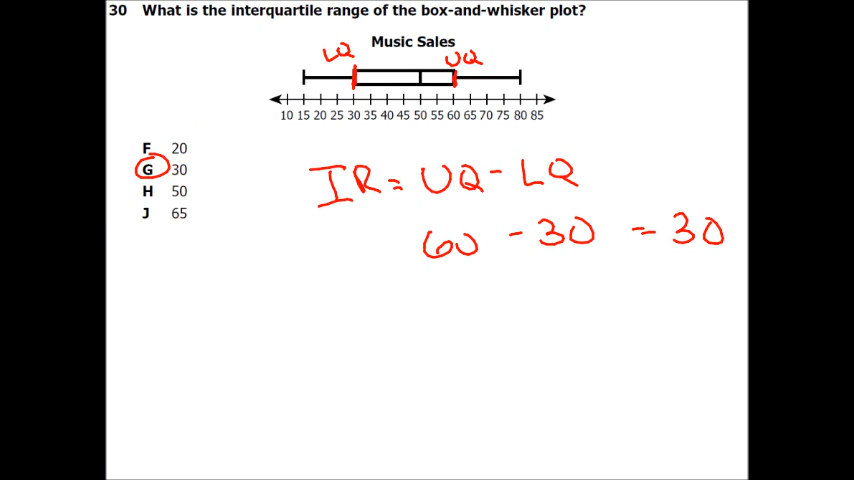 30 What is the interquartile range of the box-and-whisker plot?
Music Sales
LQ UQ
10 15 20 25 30 35 40 45 50 55 60 65 70 75 80 85
F 20
G 30
H 50
J 65
IR = UQ - LQ
60 - 30 = 30